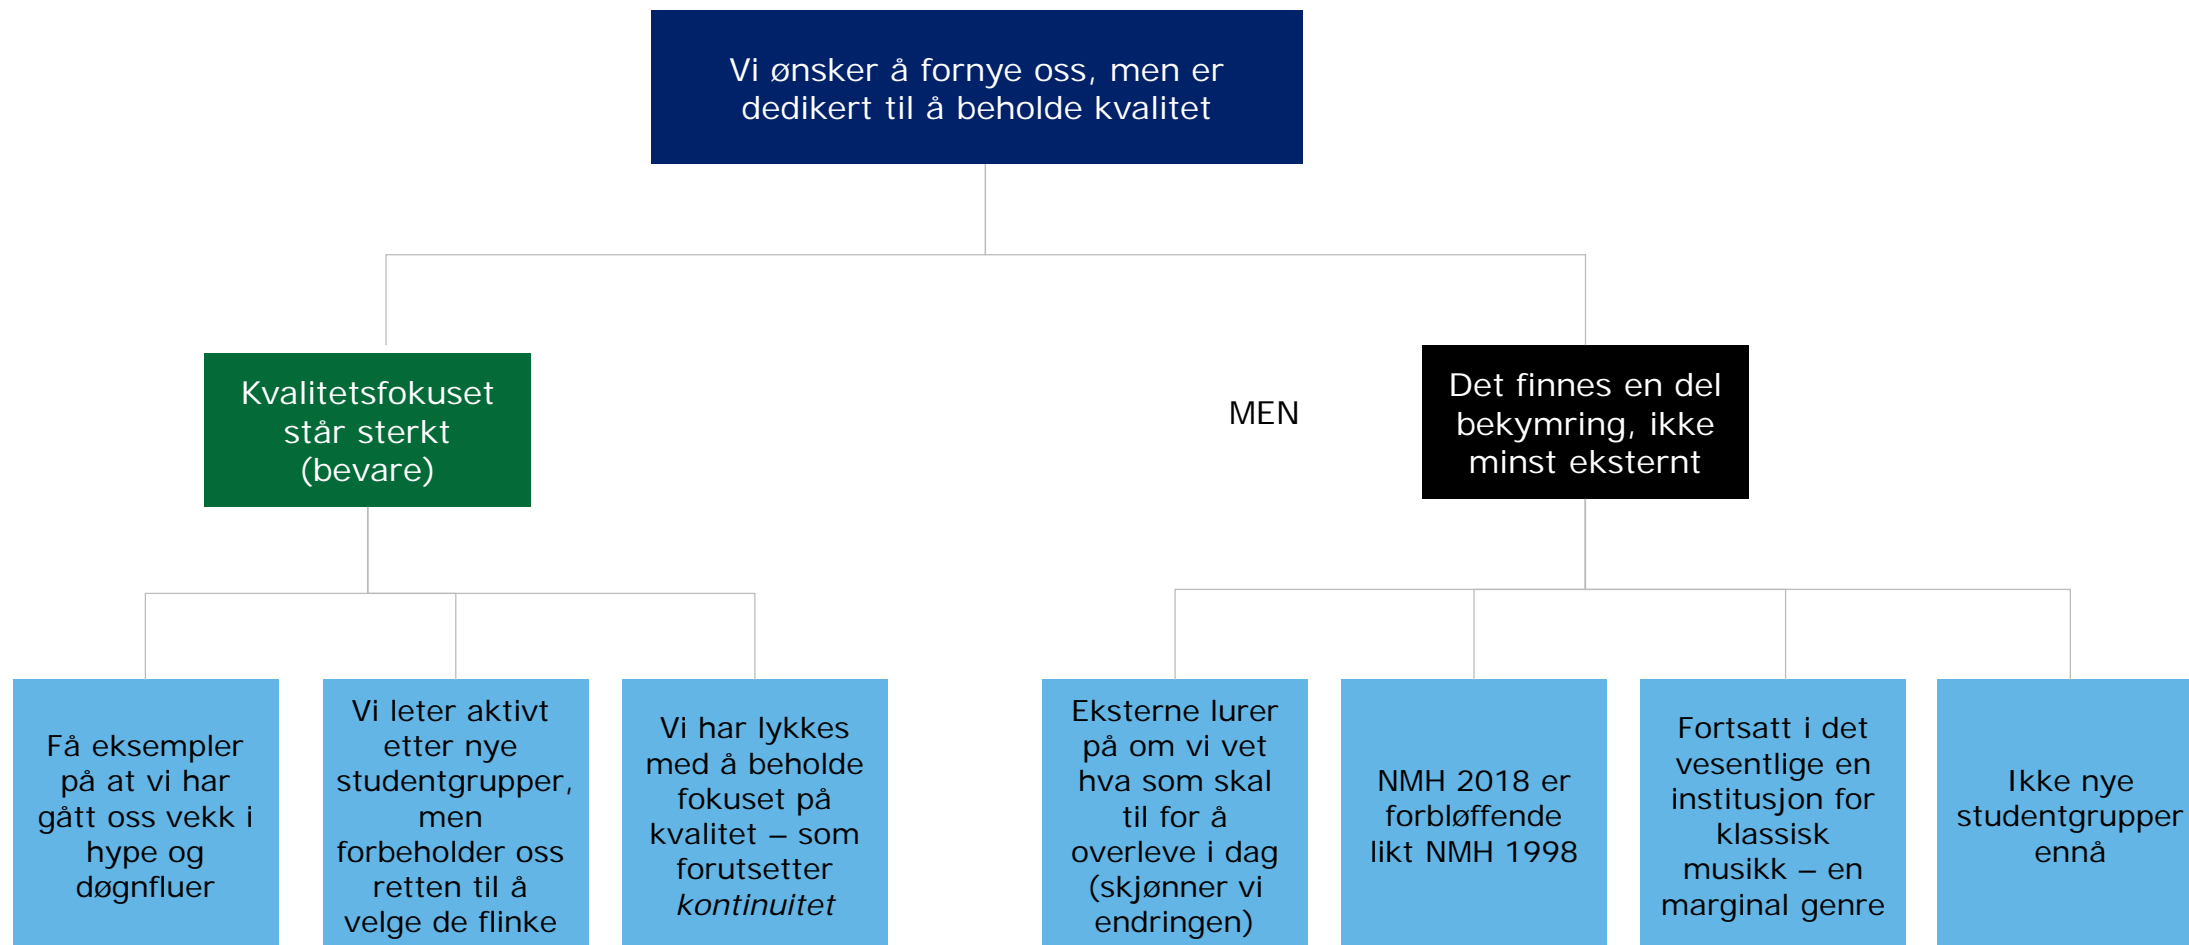 Vi ønsker å fornye oss, men er
dedikert til å beholde kvalitet
Kvalitetsfokuset
står sterkt
(bevare)
MEN
Det finnes en del
bekymring, ikke
minst eksternt
Få eksempler
på at vi har
gått oss vekk i
hype og
døgnfluer
Vi leter aktivt
etter nye
studentgrupper,
men
forbeholder oss
retten til å
velge de flinke
Vi har lykkes
med å beholde
fokuset på
kvalitet – som
forutsetter
kontinuitet
Eksterne lurer
på om vi vet
hva som skal
til for å
overleve i dag
(skjønner vi
endringen)
NMH 2018 er
forbløffende
likt NMH 1998
Fortsatt i det
vesentlige en
institusjon for
klassisk
musikk – en
marginal genre
Ikke nye
studentgrupper
ennå